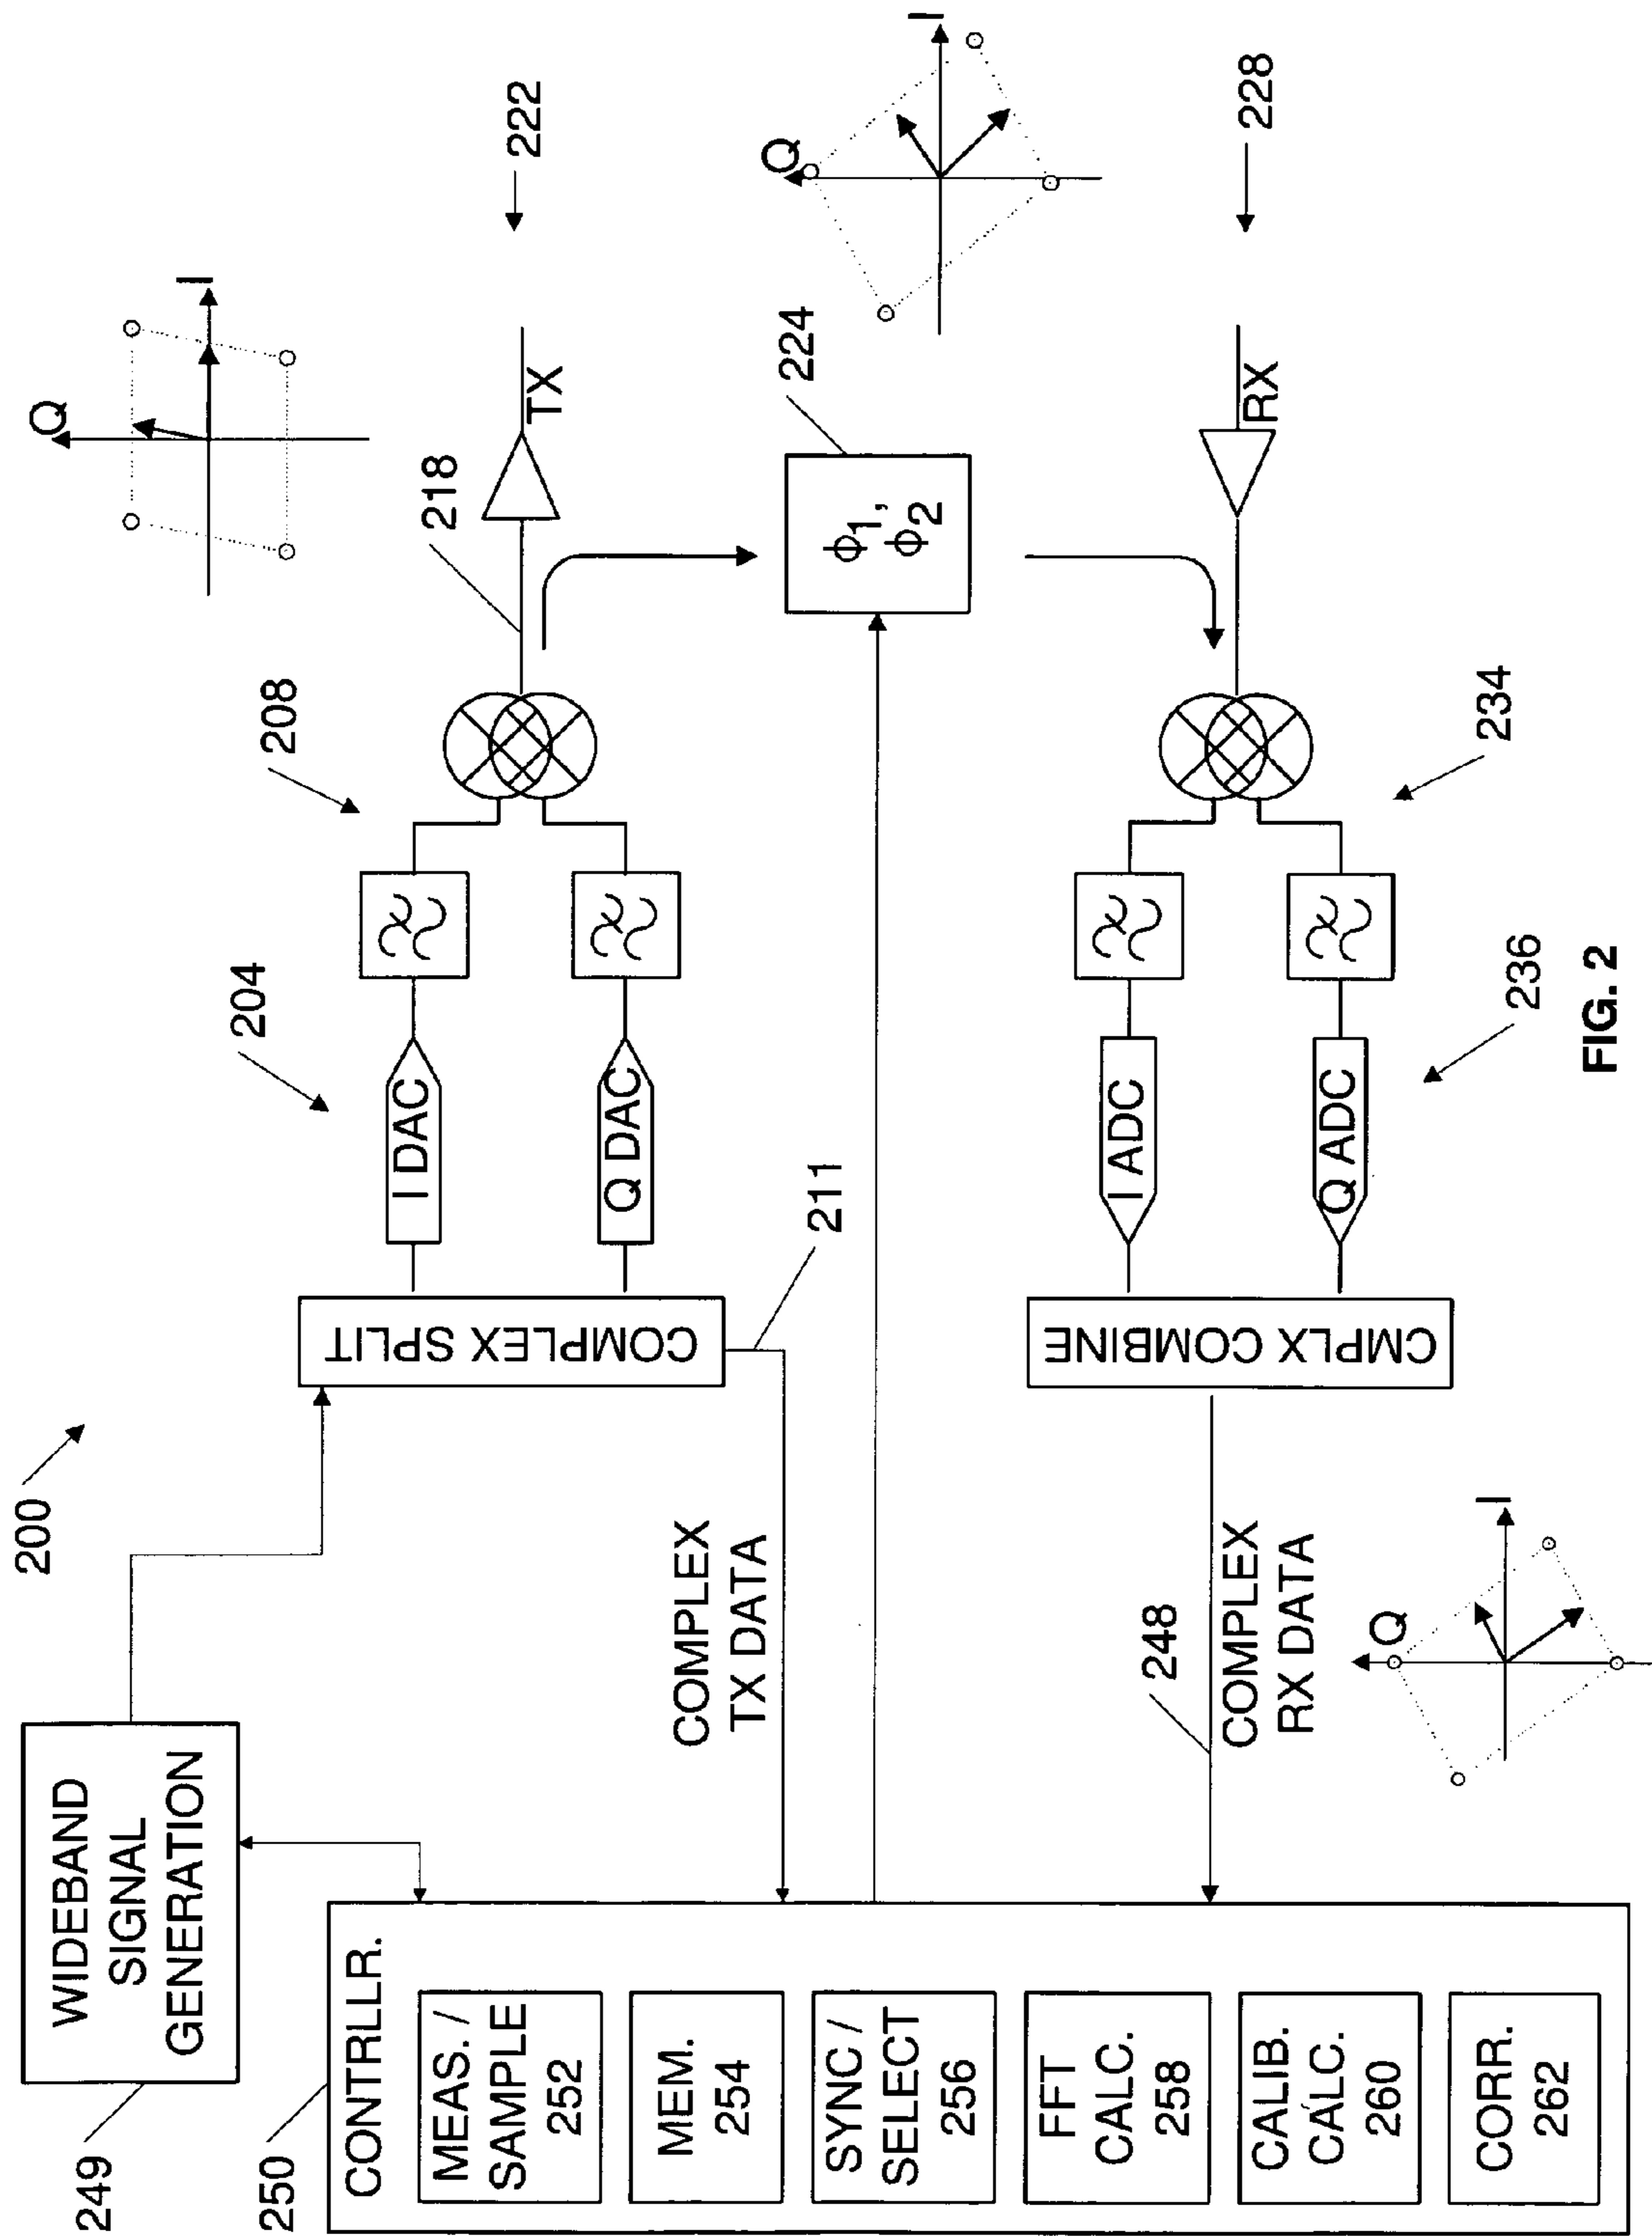 200
249
WIDEBAND
SIGNAL
GENERATION
250
CONTRLLR.
MEAS. /
SAMPLE
252
MEM.
254
SYNC /
SELECT
256
FFT
CALC.
258
CALIB.
CALC.
260
CORR.
262
COMPLEX
TX DATA
211
COMPLEX SPLIT
204
I DAC
Q DAC
208
218
TX
222
Q
I
224
ϕ1,
ϕ2
Q
I
228
RX
234
236
I ADC
Q ADC
CMPLX COMBINE
248
COMPLEX
RX DATA
Q
I
FIG. 2